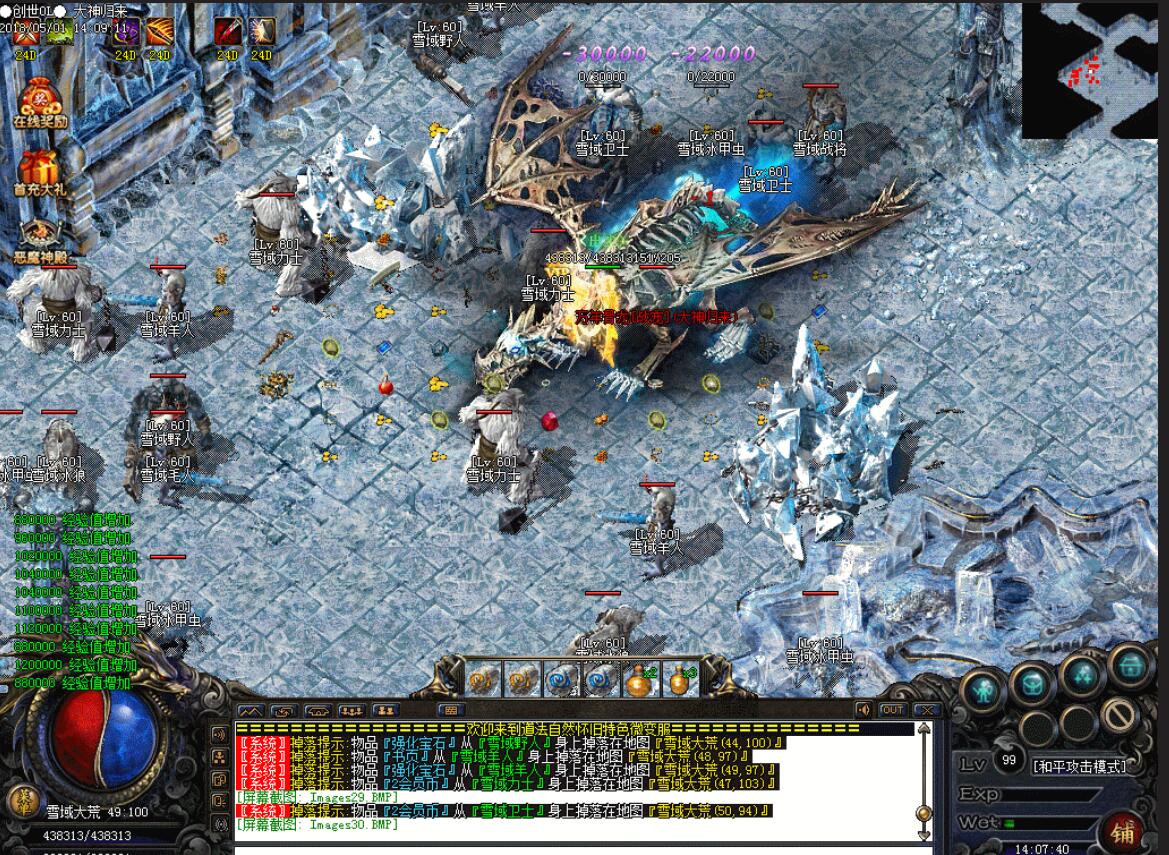 ●创世OL● 大神归来
2018/05/01 14:09:11
24D 24D 24D 24D 24D
在线奖励
首充大礼
恶魔神殿
雪域羊人
[Lv:60]
雪域野人
-30000 -22000
0/30000 0/22000
[Lv:60]
雪域卫士
[Lv:60]
雪域冰甲虫
[Lv:60]
雪域战将
[Lv:60]
雪域卫士
[Lv:60]
雪域力士
[Lv:60]
雪域力士
[Lv:60]
雪域力士
[Lv:60]
雪域羊人
[Lv:60]
雪域野人
[Lv:60]
雪域毛人
[Lv:60]
雪域冰狼
[Lv:60]
雪域力士
[Lv:60]
雪域羊人
[Lv:60]
雪域冰甲虫
[Lv:60]
[Lv:60]
雪域冰甲虫
880000 经验值增加
980000 经验值增加
1020000 经验值增加
1040000 经验值增加
1040000 经验值增加
1100000 经验值增加
1120000 经验值增加
880000 经验值增加
1200000 经验值增加
880000 经验值增加
x2 x3
OUT
欢迎来到道法自然怀旧特色微变服
〖系统〗掉落提示:物品『强化宝石』从『雪域野人』身上掉落在地图『雪域大荒(44,100)』
〖系统〗掉落提示:物品『书页』从『雪域羊人』身上掉落在地图『雪域大荒(48,97)』
〖系统〗掉落提示:物品『强化宝石』从『雪域羊人』身上掉落在地图『雪域大荒(49,97)』
〖系统〗掉落提示:物品『2会员币』从『雪域力士』身上掉落在地图『雪域大荒(47,103)』
[屏幕截图: Images29.BMP]
〖系统〗掉落提示:物品『2会员币』从『雪域卫士』身上掉落在地图『雪域大荒(50,94)』
[屏幕截图: Images30.BMP]
雪域大荒 49:100
438313/438313
Lv 99 [和平攻击模式]
Exp
Wet
14:07:40
铺